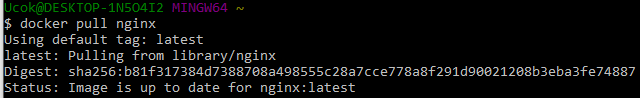 Ucok@DESKTOP-1N5O4I2 MINGW64 ~
$ docker pull nginx
Using default tag: latest
latest: Pulling from library/nginx
Digest: sha256:b81f317384d7388708a498555c28a7cce778a8f291d90021208b3eba3fe74887
Status: Image is up to date for nginx:latest